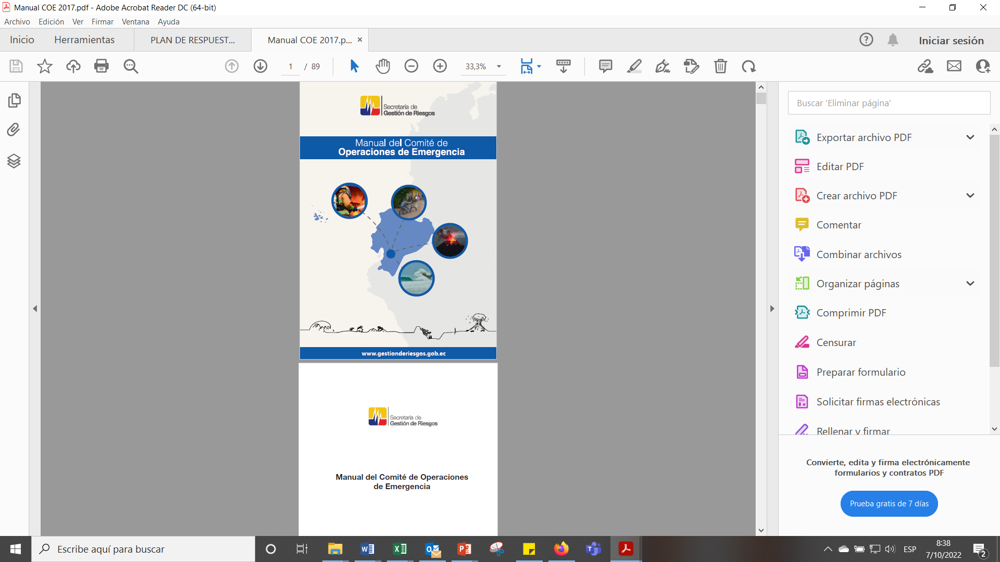 Manual COE 2017.pdf - Adobe Acrobat Reader DC (64-bit)
Archivo Edición Ver Firmar Ventana Ayuda
Inicio Herramientas PLAN DE RESPUEST... Manual COE 2017.p... Iniciar sesión
1 / 89 33,3%
Secretaría de
Gestión de Riesgos
Manual del Comité de
Operaciones de Emergencia
www.gestionderiesgos.gob.ec
Secretaría de
Gestión de Riesgos
Manual del Comité de Operaciones
de Emergencia
Buscar 'Eliminar página'
Exportar archivo PDF
Editar PDF
Crear archivo PDF
Comentar
Combinar archivos
Organizar páginas
Comprimir PDF
Censurar
Preparar formulario
Solicitar firmas electrónicas
Rellenar y firmar
Convierte, edita y firma electrónicamente
formularios y contratos PDF
Prueba gratis de 7 días
Escribe aquí para buscar
ESP
8:38
7/10/2022
2